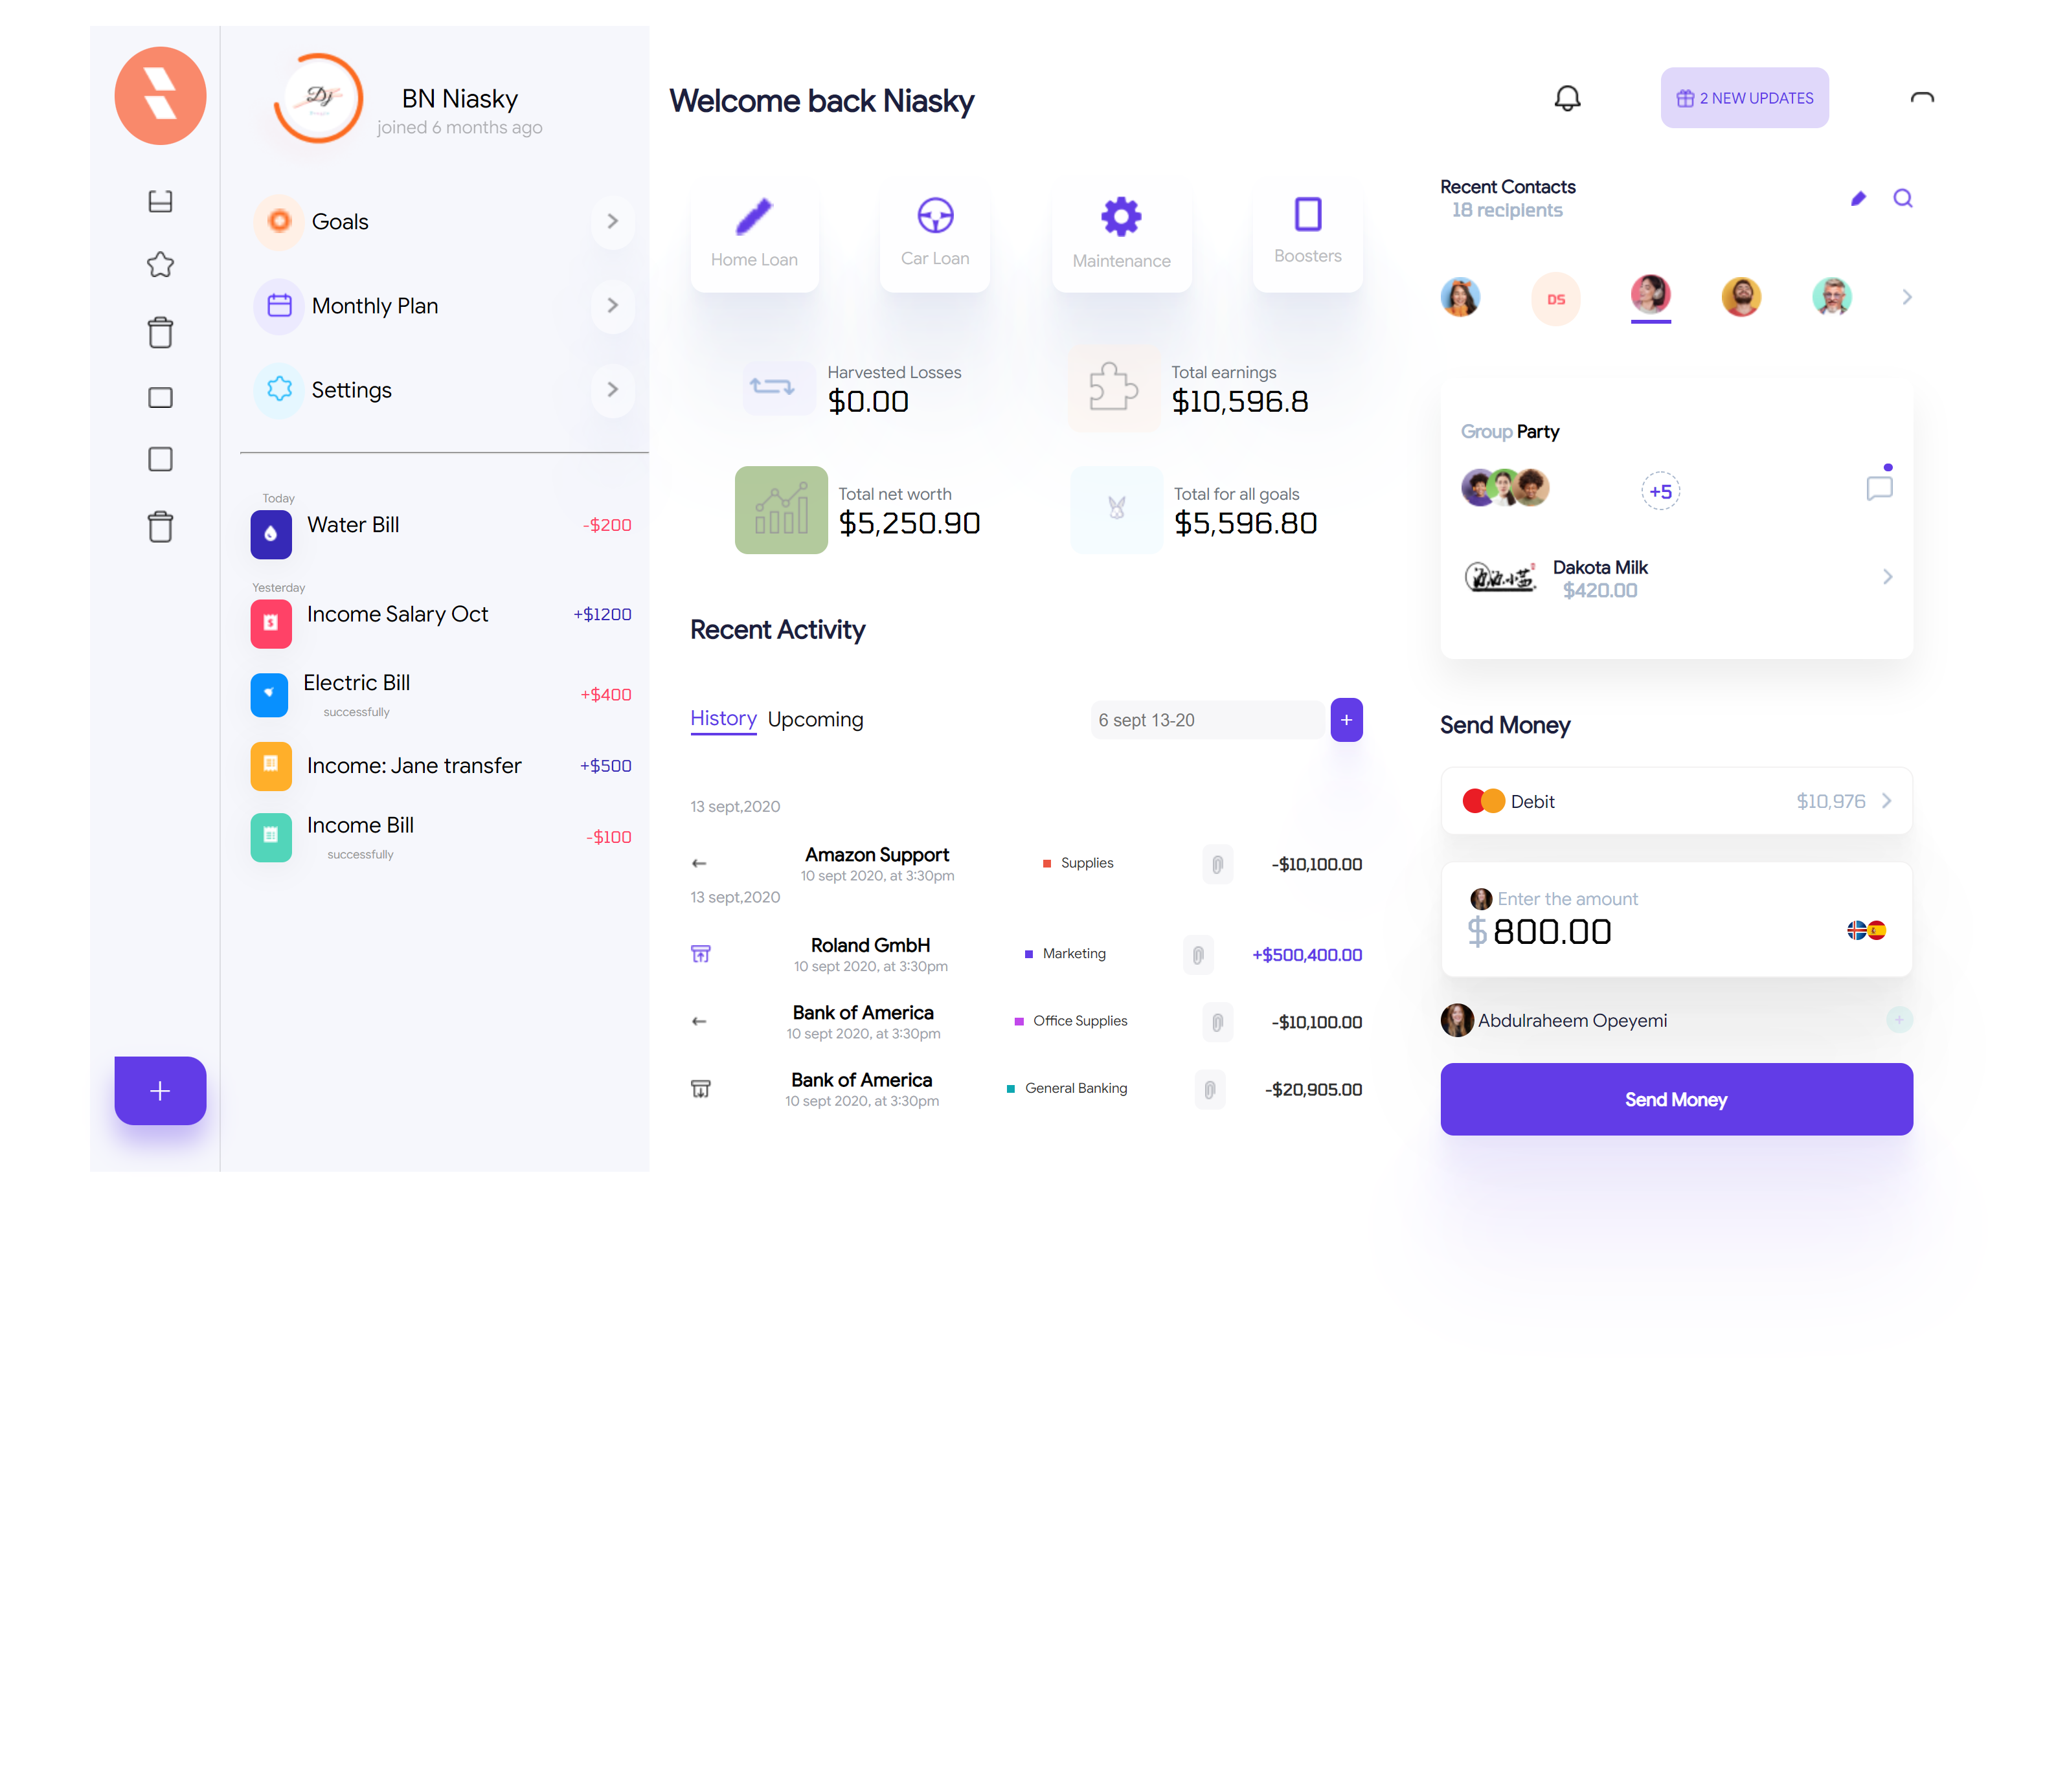 BN Niasky
joined 6 months ago
Goals
Monthly Plan
Settings
Today
Water Bill
-$200
Yesterday
Income Salary Oct
+$1200
Electric Bill
successfully
+$400
Income: Jane transfer
+$500
Income Bill
successfully
-$100
Welcome back Niasky
2 NEW UPDATES
Home Loan
Car Loan
Maintenance
Boosters
Harvested Losses
$0.00
Total earnings
$10,596.8
Total net worth
$5,250.90
Total for all goals
$5,596.80
Recent Activity
History Upcoming
6 sept 13-20
+
13 sept,2020
Amazon Support
10 sept 2020, at 3:30pm
Supplies
-$10,100.00
13 sept,2020
Roland GmbH
10 sept 2020, at 3:30pm
Marketing
+$500,400.00
Bank of America
10 sept 2020, at 3:30pm
Office Supplies
-$10,100.00
Bank of America
10 sept 2020, at 3:30pm
General Banking
-$20,905.00
Recent Contacts
18 recipients
DS
Group Party
+5
Dakota Milk
$420.00
Send Money
Debit
$10,976
Enter the amount
$ 800.00
Abdulraheem Opeyemi
Send Money